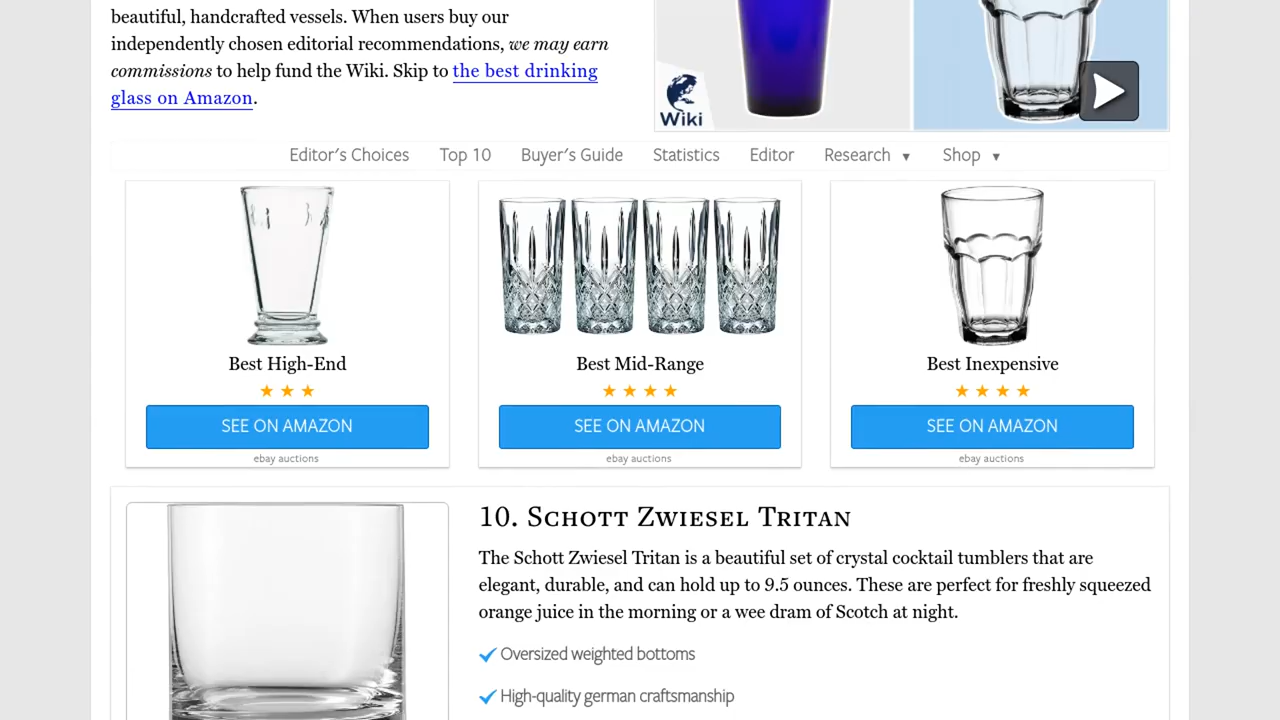 beautiful, handcrafted vessels. When users buy our
independently chosen editorial recommendations, we may earn
commissions to help fund the Wiki. Skip to the best drinking
glass on Amazon.
Wiki
Editor's Choices Top 10 Buyer's Guide Statistics Editor Research ▼ Shop ▼
Best High-End
SEE ON AMAZON
ebay auctions
Best Mid-Range
SEE ON AMAZON
ebay auctions
Best Inexpensive
SEE ON AMAZON
ebay auctions
10. Schott Zwiesel Tritan
The Schott Zwiesel Tritan is a beautiful set of crystal cocktail tumblers that are
elegant, durable, and can hold up to 9.5 ounces. These are perfect for freshly squeezed
orange juice in the morning or a wee dram of Scotch at night.
Oversized weighted bottoms
High-quality german craftsmanship